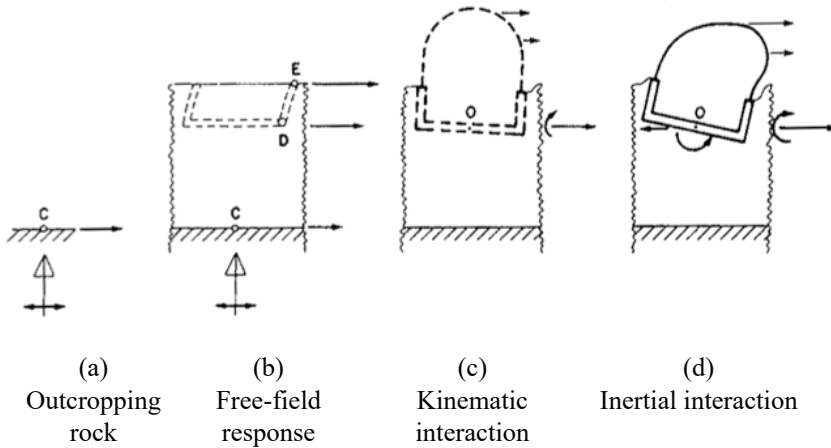 E
D
C
C
O
O
(a)
Outcropping
rock
(b)
Free-field
response
(c)
Kinematic
interaction
(d)
Inertial interaction